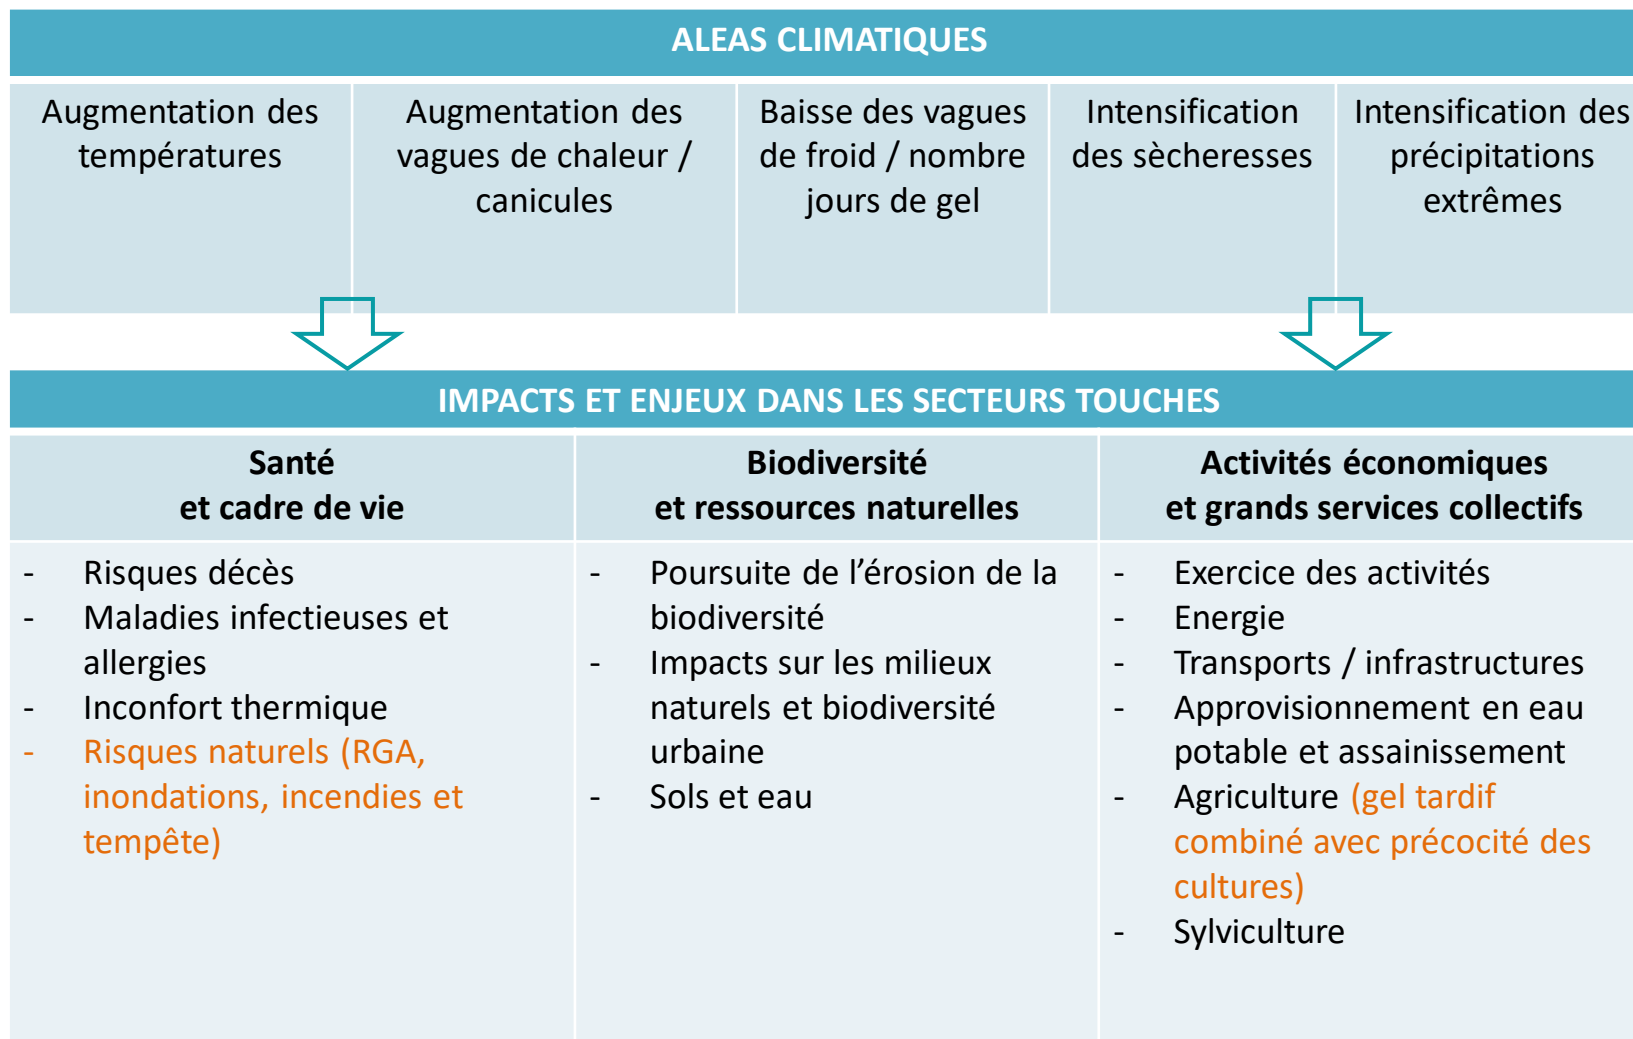 ALEAS CLIMATIQUES
Augmentation des
températures
Augmentation des
vagues de chaleur /
canicules
Baisse des vagues
de froid / nombre
jours de gel
Intensification
des sècheresses
Intensification des
précipitations
extrêmes
IMPACTS ET ENJEUX DANS LES SECTEURS TOUCHES
Santé
et cadre de vie
- Risques décès
- Maladies infectieuses et
allergies
- Inconfort thermique
- Risques naturels (RGA,
inondations, incendies et
tempête)
Biodiversité
et ressources naturelles
- Poursuite de l’érosion de la
biodiversité
- Impacts sur les milieux
naturels et biodiversité
urbaine
- Sols et eau
Activités économiques
et grands services collectifs
- Exercice des activités
- Energie
- Transports / infrastructures
- Approvisionnement en eau
potable et assainissement
- Agriculture (gel tardif
combiné avec précocité des
cultures)
- Sylviculture